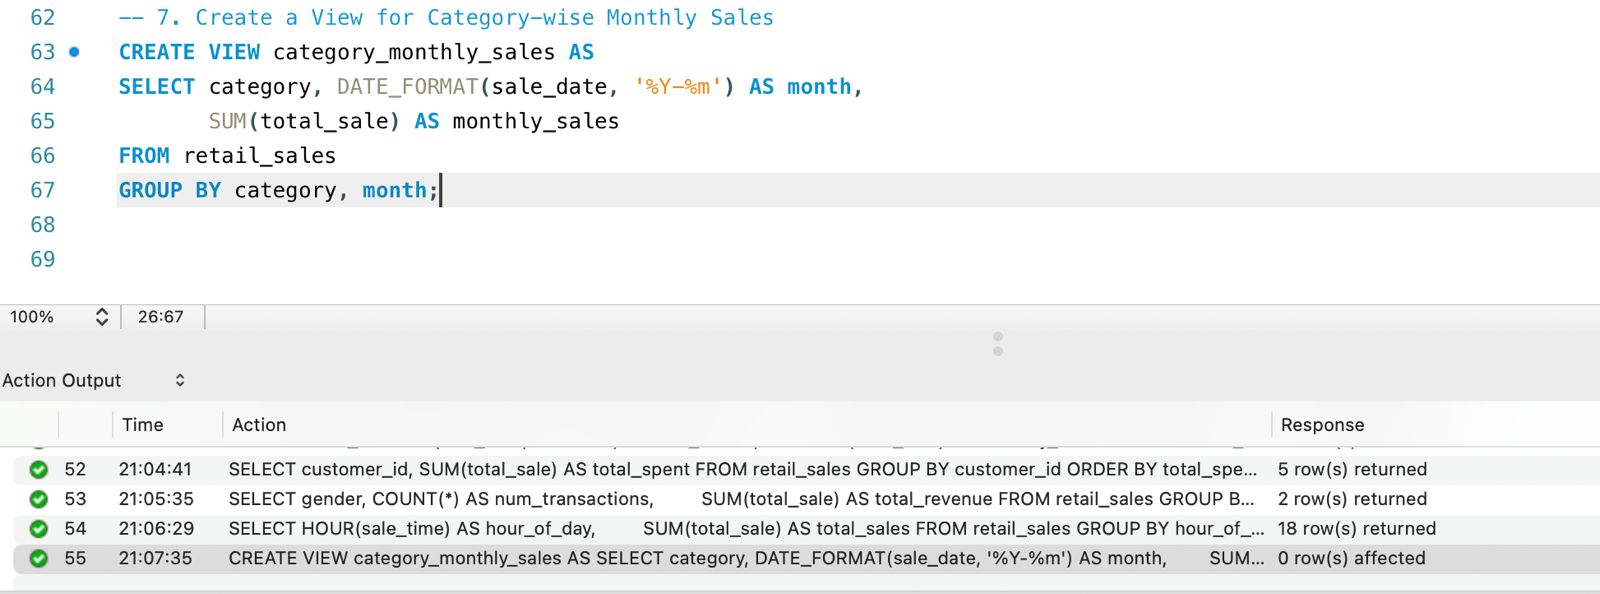 62 -- 7. Create a View for Category-wise Monthly Sales
63 CREATE VIEW category_monthly_sales AS
64 SELECT category, DATE_FORMAT(sale_date, '%Y-%m') AS month,
65 SUM(total_sale) AS monthly_sales
66 FROM retail_sales
67 GROUP BY category, month;
68
69
100% 26:67
Action Output
Time Action Response
52 21:04:41 SELECT customer_id, SUM(total_sale) AS total_spent FROM retail_sales GROUP BY customer_id ORDER BY total_spe... 5 row(s) returned
53 21:05:35 SELECT gender, COUNT(*) AS num_transactions, SUM(total_sale) AS total_revenue FROM retail_sales GROUP B... 2 row(s) returned
54 21:06:29 SELECT HOUR(sale_time) AS hour_of_day, SUM(total_sale) AS total_sales FROM retail_sales GROUP BY hour_of_... 18 row(s) returned
55 21:07:35 CREATE VIEW category_monthly_sales AS SELECT category, DATE_FORMAT(sale_date, '%Y-%m') AS month, SUM... 0 row(s) affected